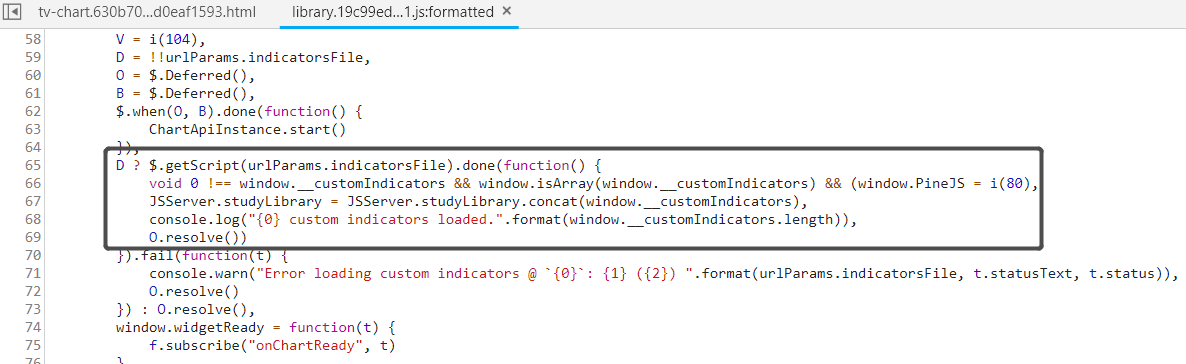 tv-chart.630b70...d0eaf1593.html library.19c99ed...1.js:formatted ×
58 V = i(104),
59 D = !!urlParams.indicatorsFile,
60 O = $.Deferred(),
61 B = $.Deferred(),
62 $.when(O, B).done(function() {
63 ChartApiInstance.start()
64 }),
65 D ? $.getScript(urlParams.indicatorsFile).done(function() {
66 void 0 !== window.__customIndicators && window.isArray(window.__customIndicators) && (window.PineJS = i(80),
67 JSServer.studyLibrary = JSServer.studyLibrary.concat(window.__customIndicators),
68 console.log("{0} custom indicators loaded.".format(window.__customIndicators.length)),
69 O.resolve())
70 }).fail(function(t) {
71 console.warn("Error loading custom indicators @ `{0}`: {1} ({2}) ".format(urlParams.indicatorsFile, t.statusText, t.status)),
72 O.resolve()
73 }) : O.resolve(),
74 window.widgetReady = function(t) {
75 f.subscribe("onChartReady", t)
76 }